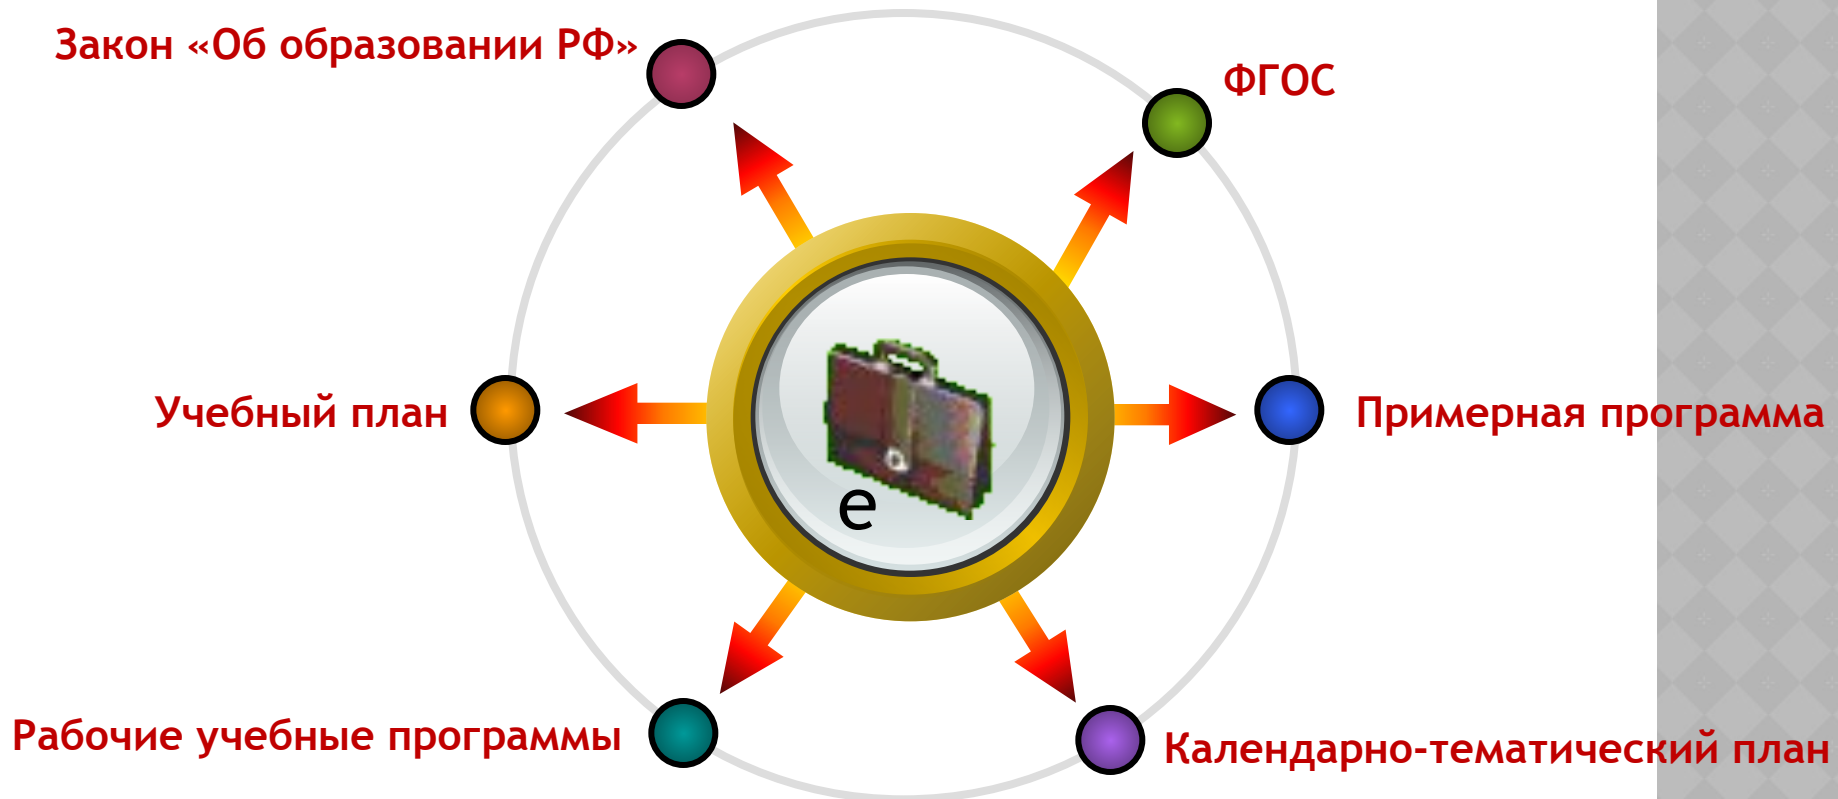 Закон «Об образовании РФ»
ФГОС
Учебный план
Примерная программа
е
Рабочие учебные программы
Календарно-тематический план